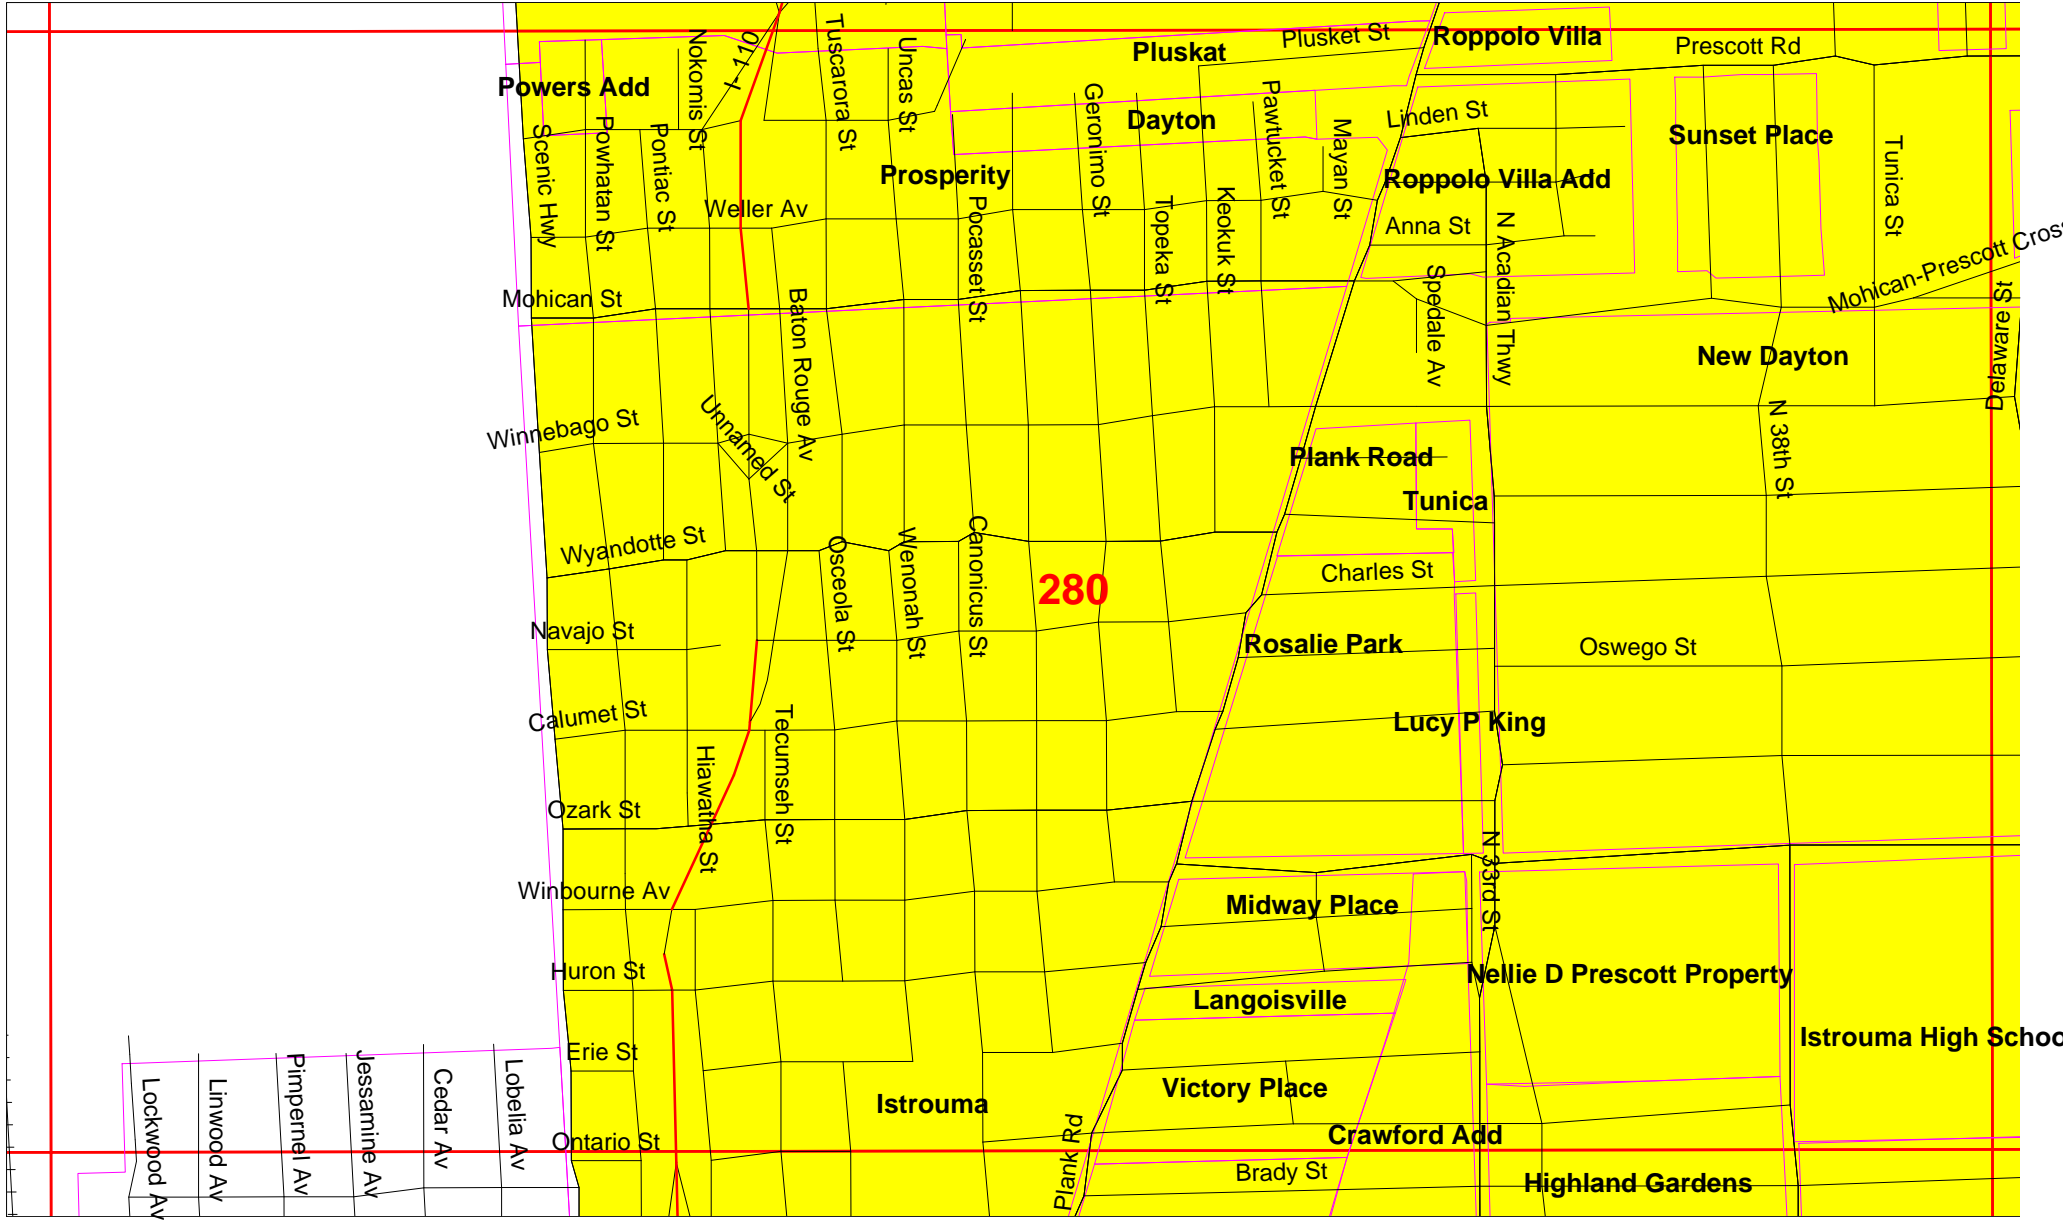 Plusket St
Roppolo Villa
Prescott Rd
Pluskat
Powers Add
Nokomis St
I- 110
Tuscarora St
Uncas St
Geronimo St
Dayton
Pawtucket St
Mayan St
Linden St
Sunset Place
Tunica St
Scenic Hwy
Powhatan St
Pontiac St
Prosperity
Roppolo Villa Add
Weller Av
Pocasset St
Topeka St
Keokuk St
Anna St
N Acadian Thwy
Mohican-Prescott Cross
Mohican St
Baton Rouge Av
Spedale Av
New Dayton
Delaware St
Winnebago St
Unnamed St
Plank Road
N 38th St
Tunica
Wyandotte St
Osceola St
Wenonah St
Canonicus St
280
Charles St
Navajo St
Rosalie Park
Oswego St
Calumet St
Tecumseh St
Lucy P King
Hiawatha St
Ozark St
N 33rd St
Winbourne Av
Midway Place
Huron St
Nellie D Prescott Property
Langoisville
Istrouma High Schoo
Erie St
Lockwood Av
Linwood Av
Pimpernel Av
Jessamine Av
Cedar Av
Lobelia Av
Victory Place
Istrouma
Ontario St
Plank Rd
Crawford Add
Brady St
Highland Gardens